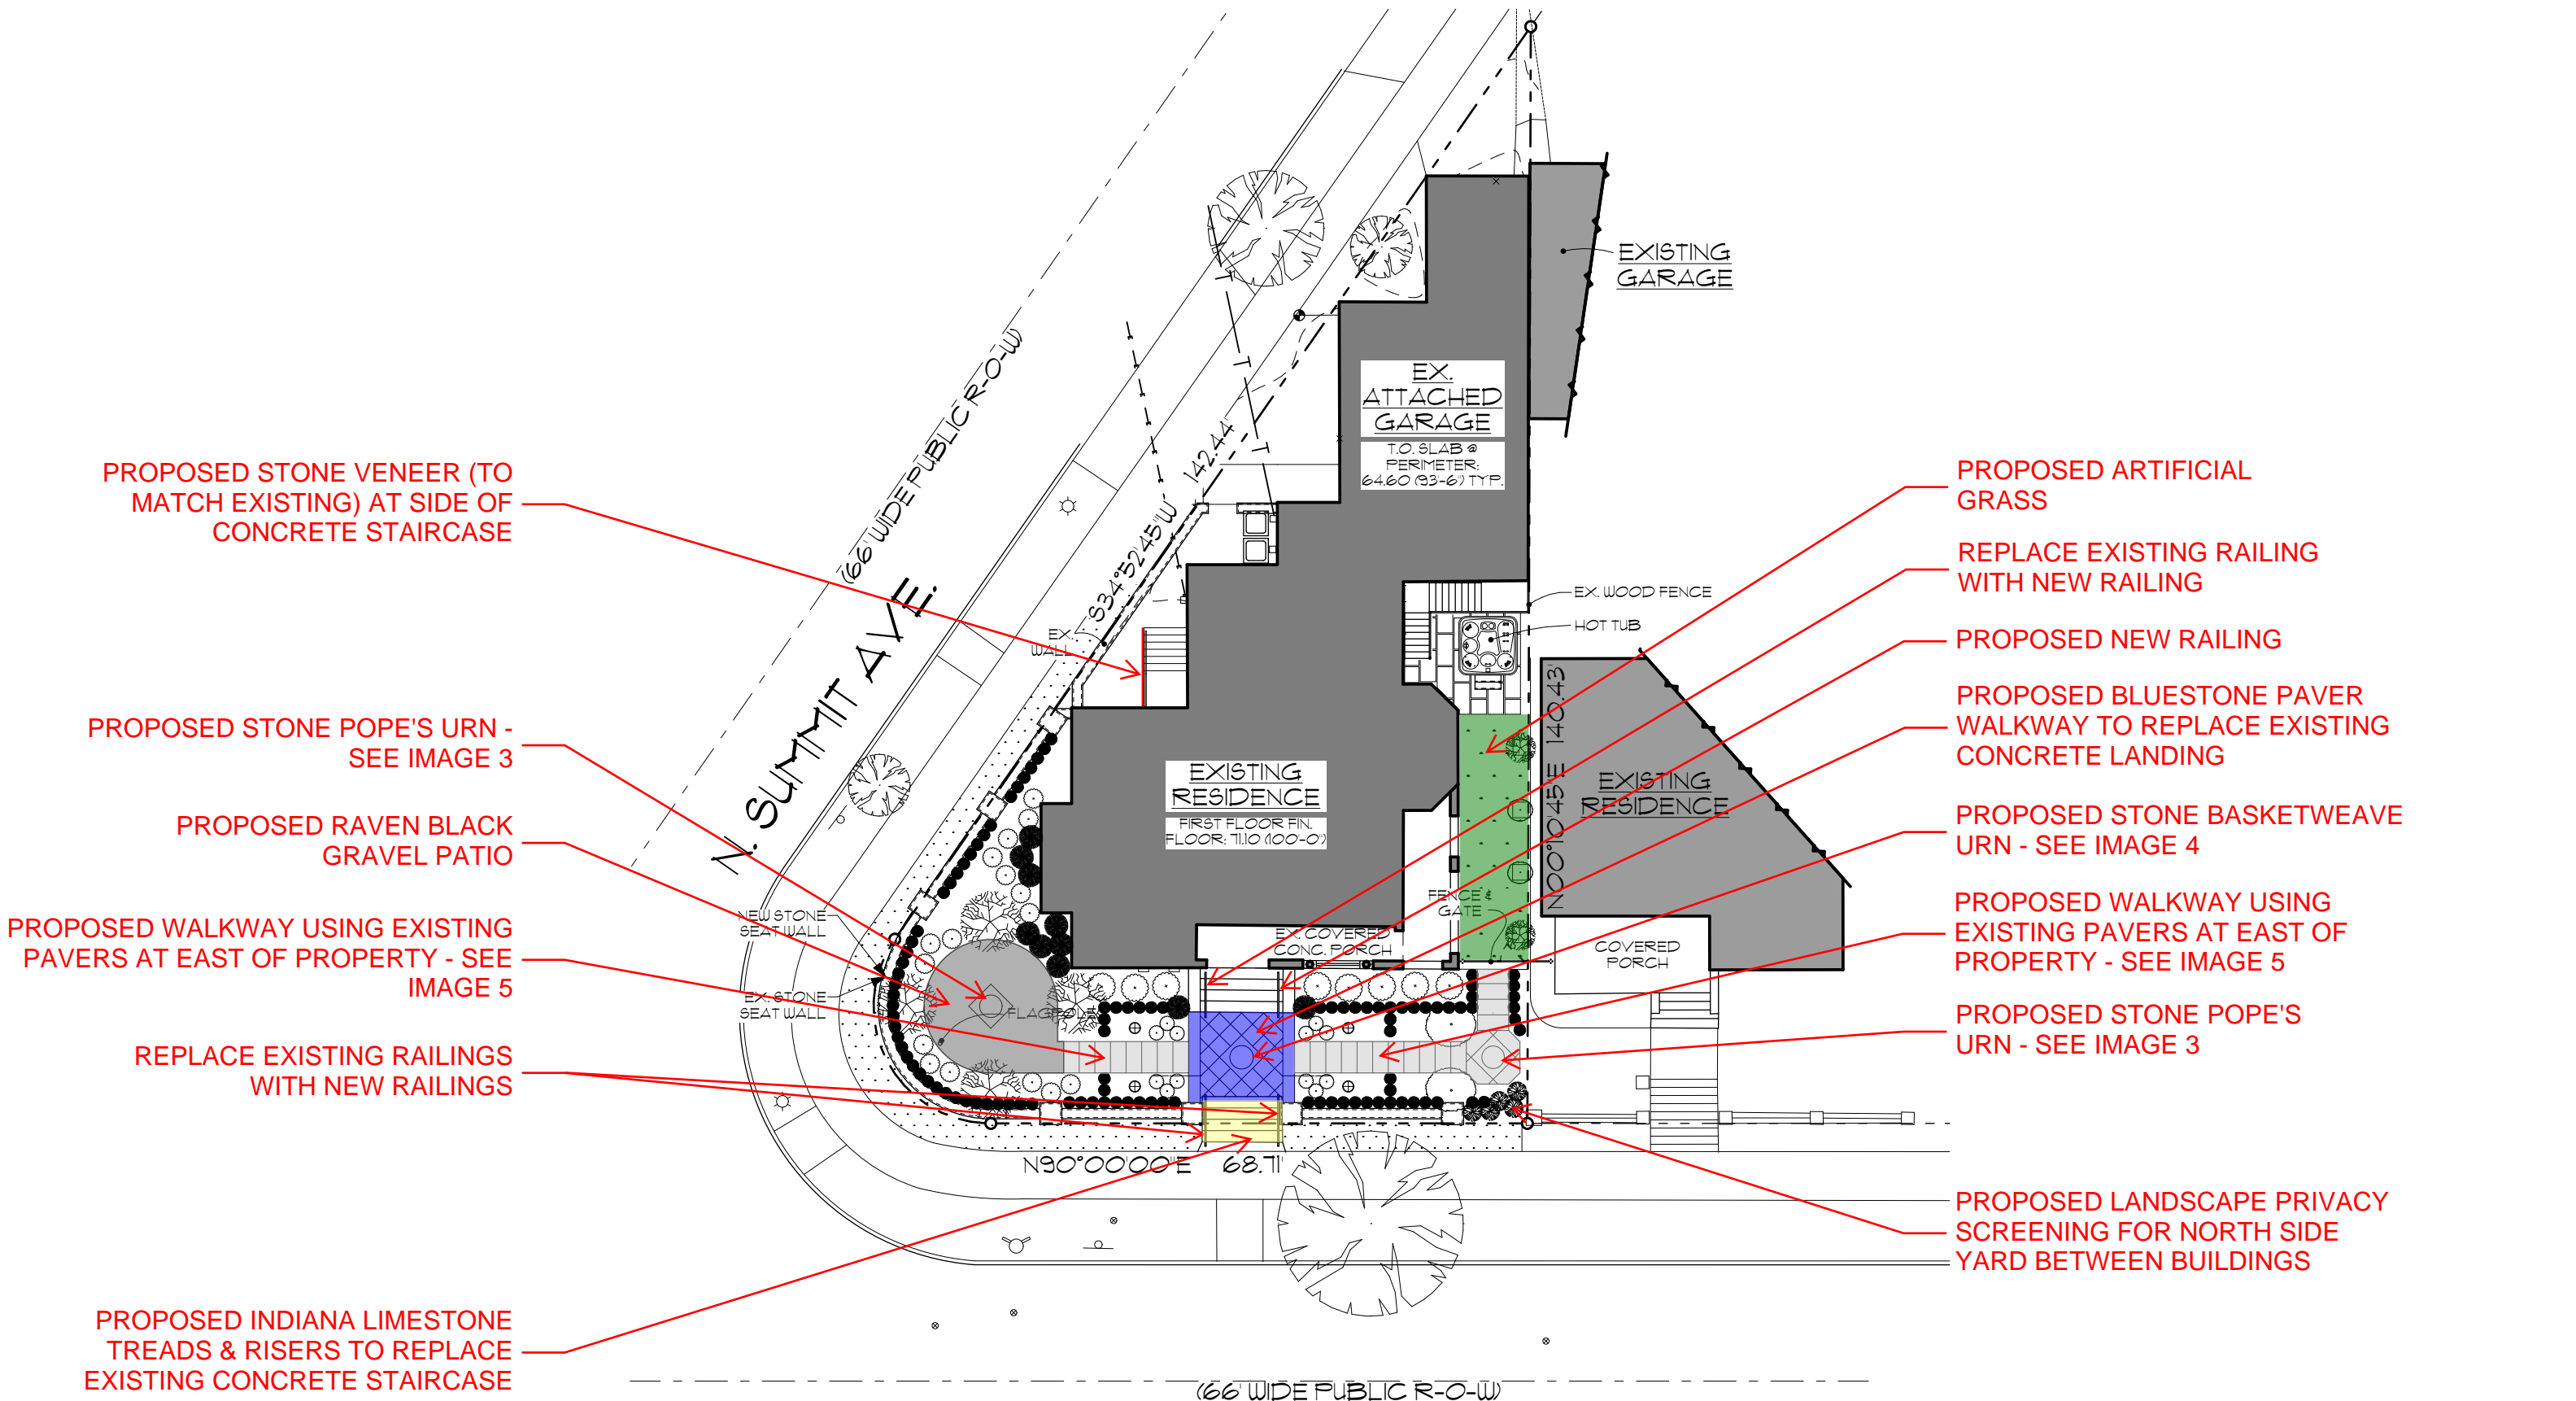 PROPOSED STONE VENEER (TO
MATCH EXISTING) AT SIDE OF
CONCRETE STAIRCASE
PROPOSED STONE POPE'S URN -
SEE IMAGE 3
PROPOSED RAVEN BLACK
GRAVEL PATIO
PROPOSED WALKWAY USING EXISTING
PAVERS AT EAST OF PROPERTY - SEE
IMAGE 5
REPLACE EXISTING RAILINGS
WITH NEW RAILINGS
PROPOSED INDIANA LIMESTONE
TREADS & RISERS TO REPLACE
EXISTING CONCRETE STAIRCASE
(66' WIDE PUBLIC R-O-W)
N. SUMMIT AVE.
S34°52'45"W 142.44'
T
T
T
T
EX.
WALL
NEW STONE
SEAT WALL
EX. STONE
SEAT WALL
FLAGPOLE
EX.
ATTACHED
GARAGE
T.O. SLAB @
PERIMETER:
64.60 (93'-6") TYP.
EXISTING
RESIDENCE
FIRST FLOOR FIN.
FLOOR: 71.10 (100'-0")
EX. COVERED
CONC. PORCH
FENCE &
GATE
EXISTING
GARAGE
EX. WOOD FENCE
HOT TUB
N00°10'45"E 140.43'
EXISTING
RESIDENCE
COVERED
PORCH
N90°00'00"E 68.71'
(66' WIDE PUBLIC R-O-W)
PROPOSED ARTIFICIAL
GRASS
REPLACE EXISTING RAILING
WITH NEW RAILING
PROPOSED NEW RAILING
PROPOSED BLUESTONE PAVER
WALKWAY TO REPLACE EXISTING
CONCRETE LANDING
PROPOSED STONE BASKETWEAVE
URN - SEE IMAGE 4
PROPOSED WALKWAY USING
EXISTING PAVERS AT EAST OF
PROPERTY - SEE IMAGE 5
PROPOSED STONE POPE'S
URN - SEE IMAGE 3
PROPOSED LANDSCAPE PRIVACY
SCREENING FOR NORTH SIDE
YARD BETWEEN BUILDINGS